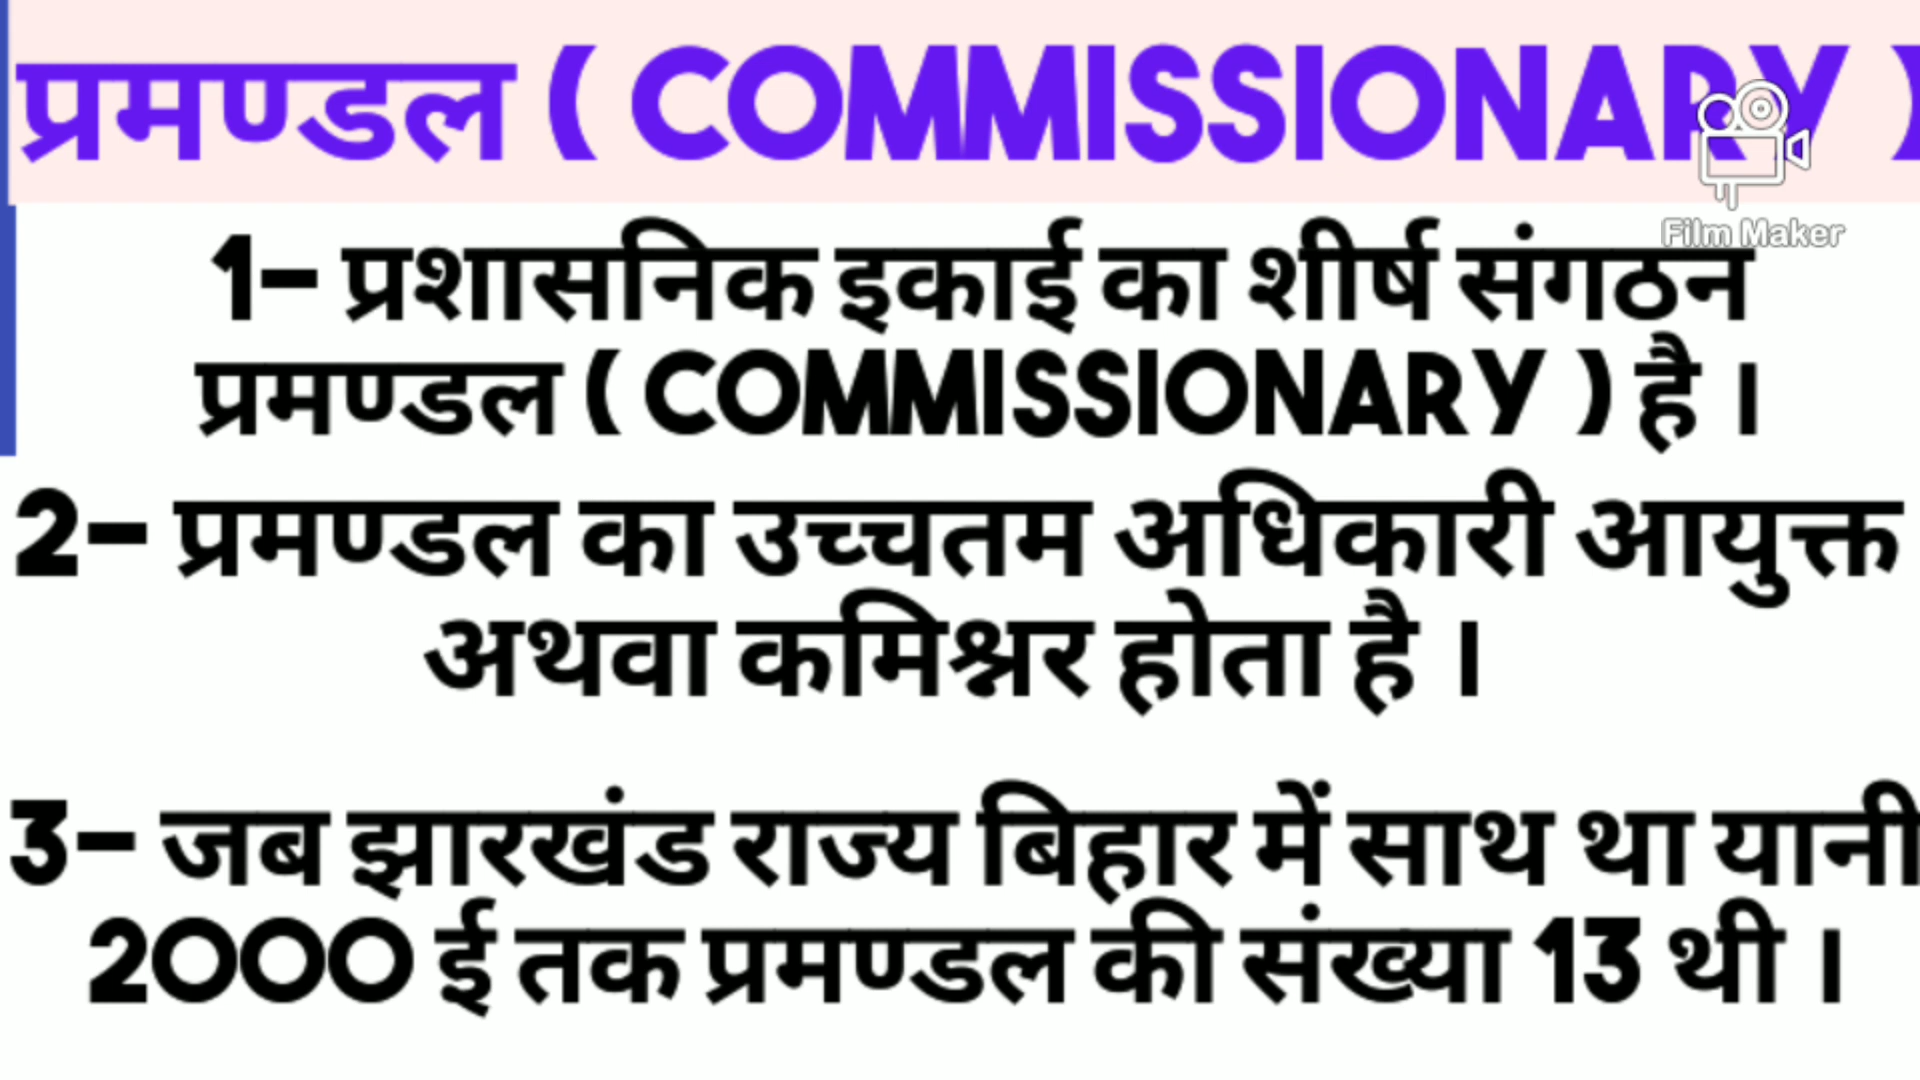 प्रमण्डल ( COMMISSIONARY )
Film Maker
1- प्रशासनिक इकाई का शीर्ष संगठन
प्रमण्डल ( COMMISSIONARY ) है ।
2- प्रमण्डल का उच्चतम अधिकारी आयुक्त
अथवा कमिश्नर होता है ।
3- जब झारखंड राज्य बिहार में साथ था यानी
2000 ई तक प्रमण्डल की संख्या 13 थी ।